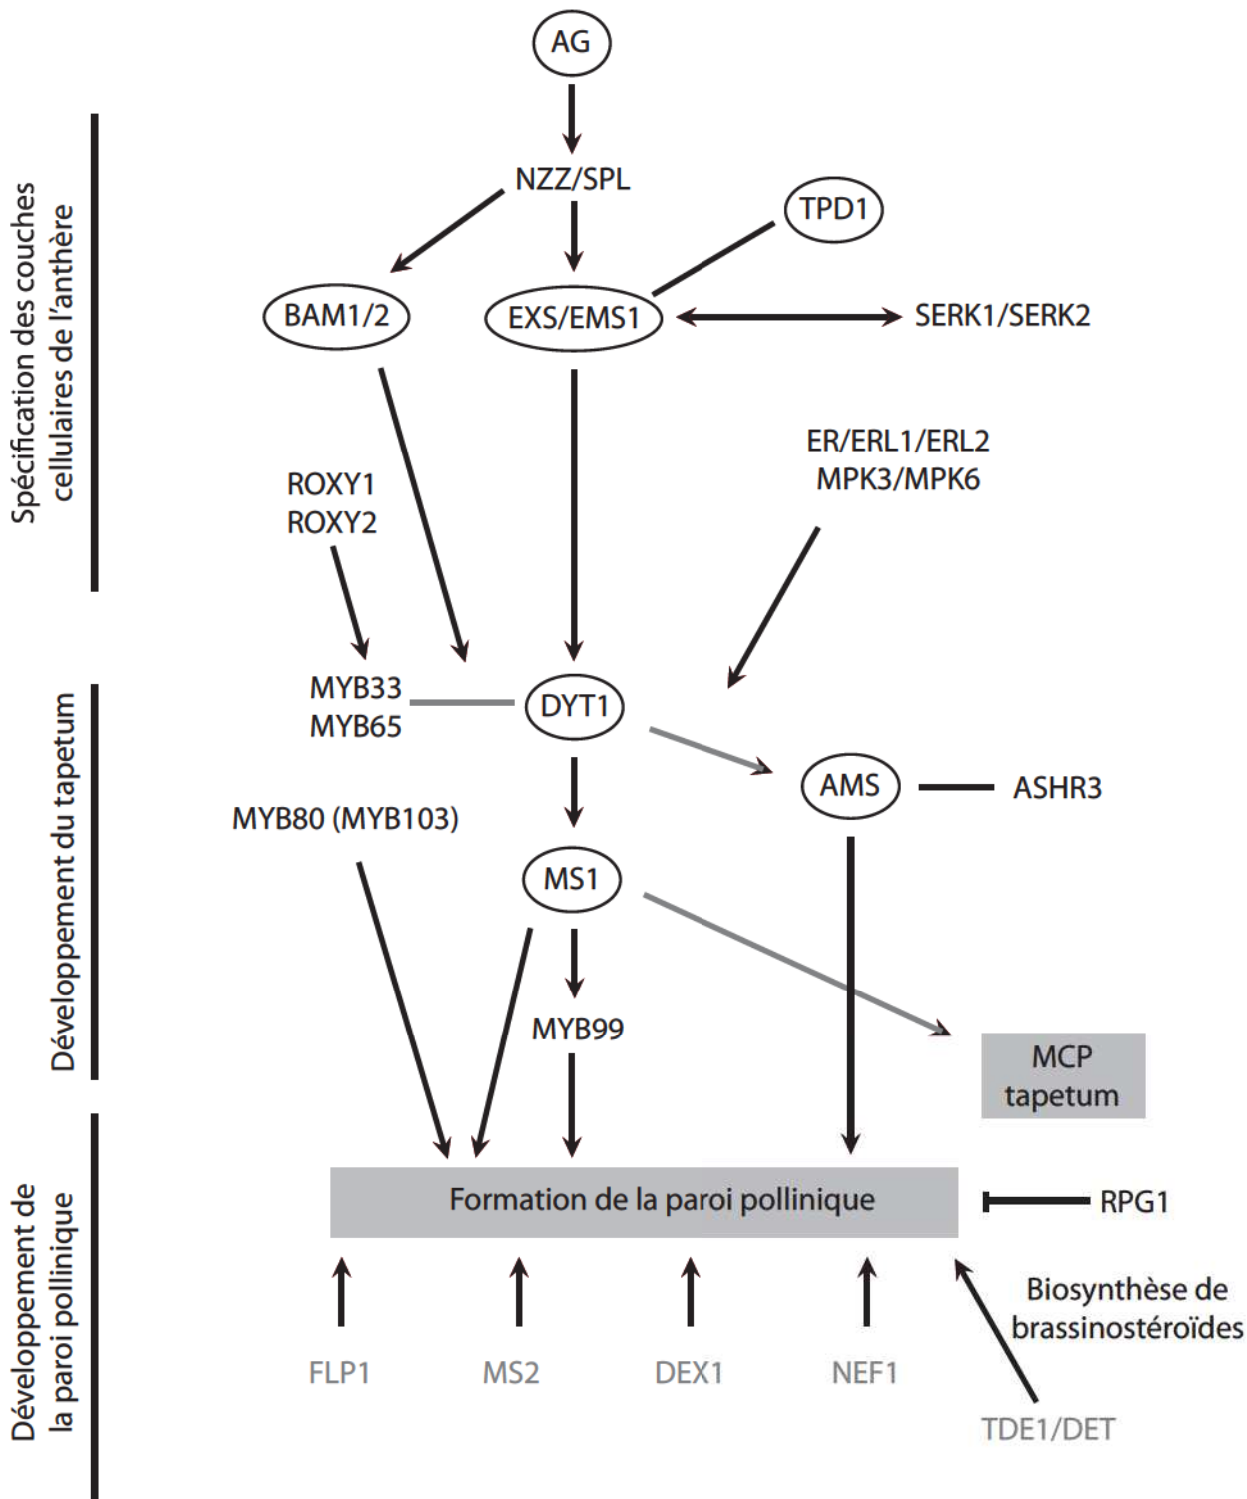 AG
NZZ/SPL
TPD1
BAM1/2
EXS/EMS1
SERK1/SERK2
Spécification des couches
cellulaires de l'anthère
ER/ERL1/ERL2
MPK3/MPK6
ROXY1
ROXY2
MYB33
MYB65
DYT1
AMS
ASHR3
Développement du tapetum
MYB80 (MYB103)
MS1
MYB99
MCP
tapetum
Développement de
la paroi pollinique
Formation de la paroi pollinique
RPG1
Biosynthèse de
brassinostéroïdes
FLP1
MS2
DEX1
NEF1
TDE1/DET